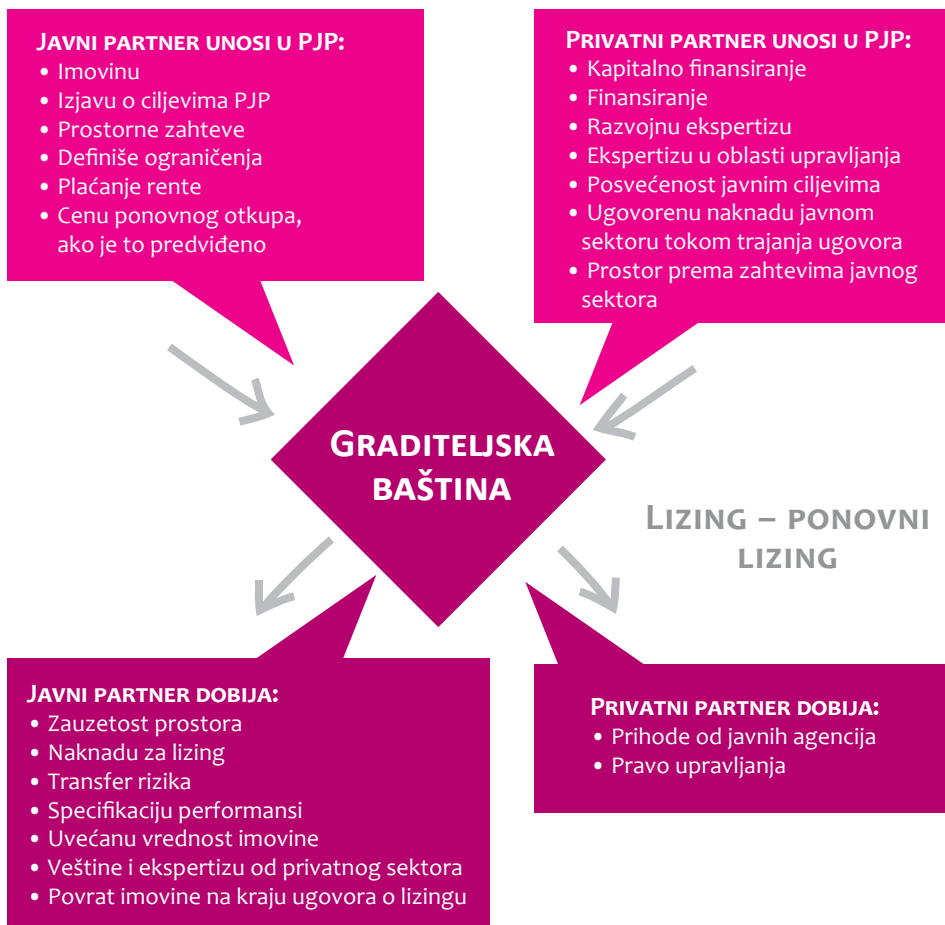 Javni partner unosi u PJP:
• Imovinu
• Izjavu o ciljevima PJP
• Prostorne zahteve
• Definiše ograničenja
• Plaćanje rente
• Cenu ponovnog otkupa,
ako je to predviđeno
Privatni partner unosi u PJP:
• Kapitalno finansiranje
• Finansiranje
• Razvojnu ekspertizu
• Ekspertizu u oblasti upravljanja
• Posvećenost javnim ciljevima
• Ugovorenu naknadu javnom
sektoru tokom trajanja ugovora
• Prostor prema zahtevima javnog
sektora
Graditeljska
baština
Lizing – ponovni
lizing
Javni partner dobija:
• Zauzetost prostora
• Naknadu za lizing
• Transfer rizika
• Specifikaciju performansi
• Uvećanu vrednost imovine
• Veštine i ekspertizu od privatnog sektora
• Povrat imovine na kraju ugovora o lizingu
Privatni partner dobija:
• Prihode od javnih agencija
• Pravo upravljanja